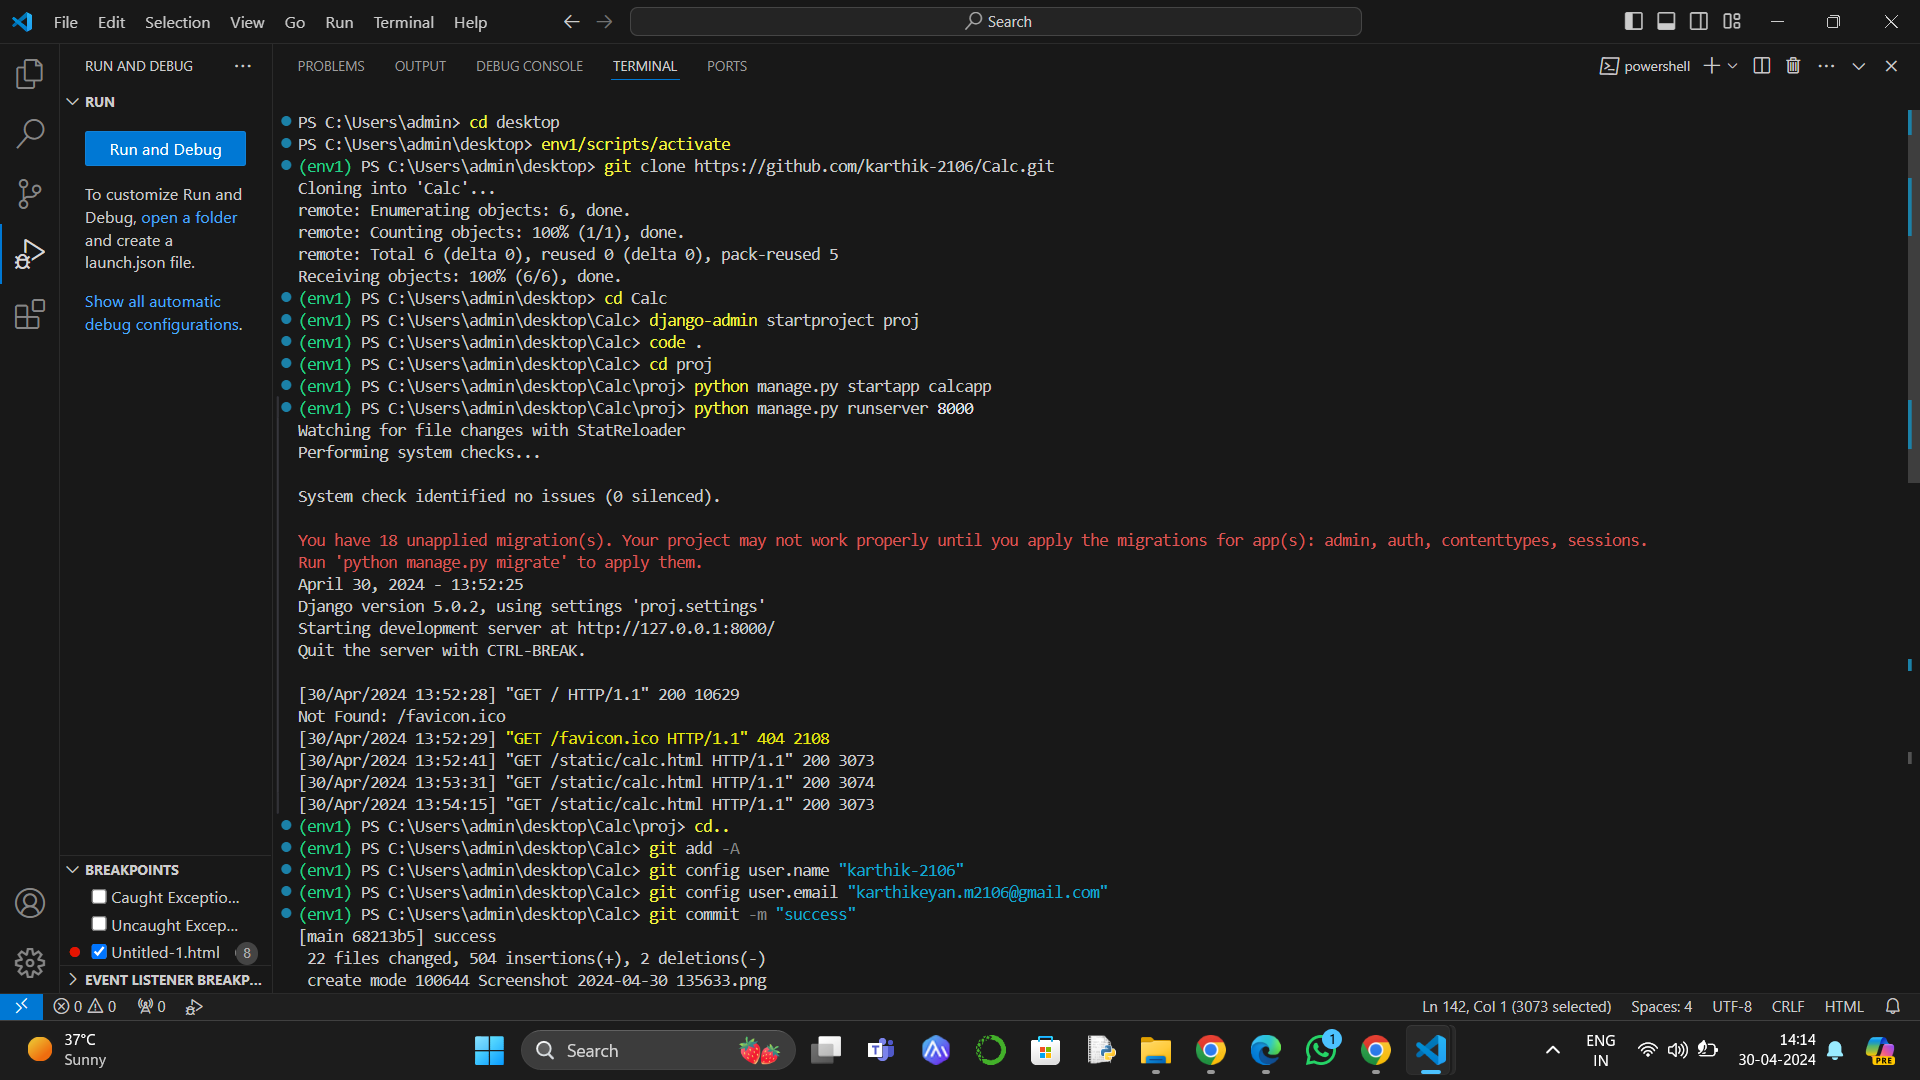 File Edit Selection View Go Run Terminal Help
Search
RUN AND DEBUG
RUN
Run and Debug
To customize Run and
Debug, open a folder
and create a
launch.json file.
Show all automatic
debug configurations.
BREAKPOINTS
Caught Exceptio...
Uncaught Excep...
Untitled-1.html 8
EVENT LISTENER BREAKP...
PROBLEMS OUTPUT DEBUG CONSOLE TERMINAL PORTS
powershell
PS C:\Users\admin> cd desktop
PS C:\Users\admin\desktop> env1/scripts/activate
(env1) PS C:\Users\admin\desktop> git clone https://github.com/karthik-2106/Calc.git
Cloning into 'Calc'...
remote: Enumerating objects: 6, done.
remote: Counting objects: 100% (1/1), done.
remote: Total 6 (delta 0), reused 0 (delta 0), pack-reused 5
Receiving objects: 100% (6/6), done.
(env1) PS C:\Users\admin\desktop> cd Calc
(env1) PS C:\Users\admin\desktop\Calc> django-admin startproject proj
(env1) PS C:\Users\admin\desktop\Calc> code .
(env1) PS C:\Users\admin\desktop\Calc> cd proj
(env1) PS C:\Users\admin\desktop\Calc\proj> python manage.py startapp calcapp
(env1) PS C:\Users\admin\desktop\Calc\proj> python manage.py runserver 8000
Watching for file changes with StatReloader
Performing system checks...
System check identified no issues (0 silenced).
You have 18 unapplied migration(s). Your project may not work properly until you apply the migrations for app(s): admin, auth, contenttypes, sessions.
Run 'python manage.py migrate' to apply them.
April 30, 2024 - 13:52:25
Django version 5.0.2, using settings 'proj.settings'
Starting development server at http://127.0.0.1:8000/
Quit the server with CTRL-BREAK.
[30/Apr/2024 13:52:28] "GET / HTTP/1.1" 200 10629
Not Found: /favicon.ico
[30/Apr/2024 13:52:29] "GET /favicon.ico HTTP/1.1" 404 2108
[30/Apr/2024 13:52:41] "GET /static/calc.html HTTP/1.1" 200 3073
[30/Apr/2024 13:53:31] "GET /static/calc.html HTTP/1.1" 200 3074
[30/Apr/2024 13:54:15] "GET /static/calc.html HTTP/1.1" 200 3073
(env1) PS C:\Users\admin\desktop\Calc\proj> cd..
(env1) PS C:\Users\admin\desktop\Calc> git add -A
(env1) PS C:\Users\admin\desktop\Calc> git config user.name "karthik-2106"
(env1) PS C:\Users\admin\desktop\Calc> git config user.email "karthikeyan.m2106@gmail.com"
(env1) PS C:\Users\admin\desktop\Calc> git commit -m "success"
[main 68213b5] success
22 files changed, 504 insertions(+), 2 deletions(-)
create mode 100644 Screenshot 2024-04-30 135633.png
0 0 0
Ln 142, Col 1 (3073 selected) Spaces: 4 UTF-8 CRLF HTML
37°C
Sunny
Search
1
ENG
IN
14:14
30-04-2024
PRE